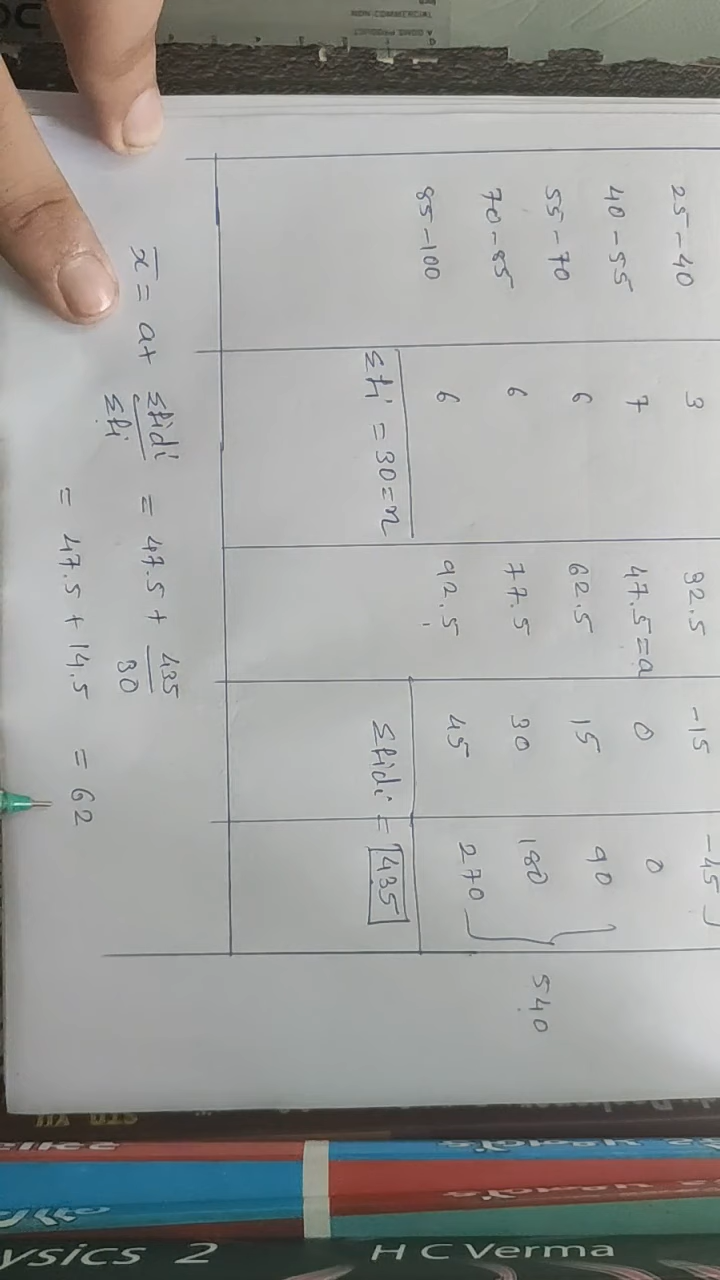 25-40 3 32.5 -15 -45
40-55 7 47.5=a 0 0
55-70 6 62.5 15 90
70-85 6 77.5 30 180
85-100 6 92.5 45 270
540
Σfi = 30 = n Σfidi = 435
x̄ = a + Σfidi/Σfi = 47.5 + 435/30
= 47.5 + 14.5 = 62
ysics 2 H C Verma